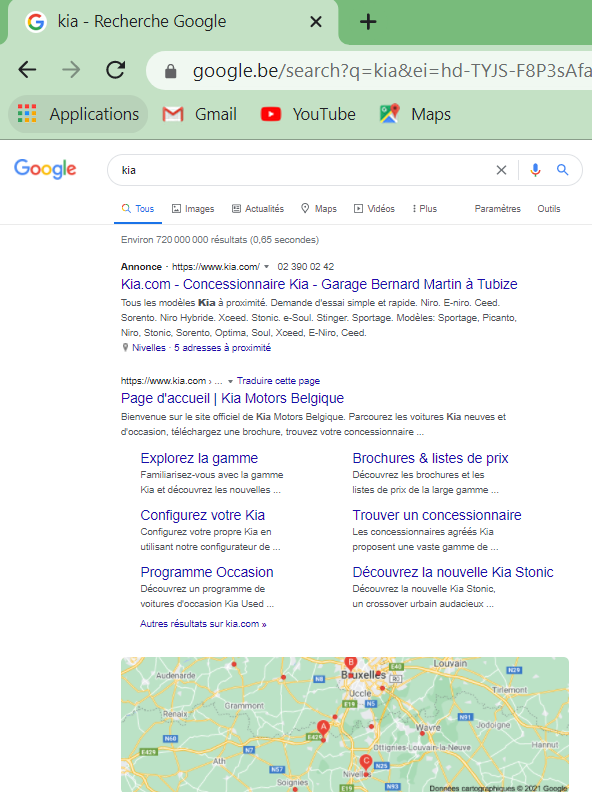 kia - Recherche Google
google.be/search?q=kia&ei=hd-TYJS-F8P3sAfa
Applications Gmail YouTube Maps
Google kia
Tous Images Actualités Maps Vidéos Plus Paramètres Outils
Environ 720 000 000 résultats (0,65 secondes)
Annonce · https://www.kia.com/ 02 390 02 42
Kia.com - Concessionnaire Kia - Garage Bernard Martin à Tubize
Tous les modèles Kia à proximité. Demande d'essai simple et rapide. Niro. E-niro. Ceed.
Sorento. Niro Hybride. Xceed. Stonic. e-Soul. Stinger. Sportage. Modèles: Sportage, Picanto,
Niro, Stonic, Sorento, Optima, Soul, Xceed, E-Niro, Ceed.
Nivelles · 5 adresses à proximité
https://www.kia.com › ... Traduire cette page
Page d'accueil | Kia Motors Belgique
Bienvenue sur le site officiel de Kia Motors Belgique. Parcourez les voitures Kia neuves et
d'occasion, téléchargez une brochure, trouvez votre concessionnaire ...
Explorez la gamme
Familiarisez-vous avec la gamme
Kia et découvrez les nouvelles ...
Brochures & listes de prix
Découvrez les brochures et les
listes de prix de la large gamme ...
Configurez votre Kia
Configurez votre propre Kia en
utilisant notre configurateur de ...
Trouver un concessionnaire
Les concessionnaires agréés Kia
proposent une vaste gamme de ...
Programme Occasion
Découvrez un programme de
voitures d'occasion Kia Used ...
Découvrez la nouvelle Kia Stonic
Découvrez la nouvelle Kia Stonic,
un crossover urbain audacieux ...
Autres résultats sur kia.com »
B E40 Louvain
Audenarde N8 Bruxelles R0 N29
Uccle Tirlemont
E19 N5
Renaix Grammont A N91
Wavre Jodoigne
N60 E429
E429 N7 Ottignies-Louvain-la-Neuve Hannut
Ath C
N57 Nivelles N25
Soignies
E19 N93 Données cartographiques © 2021 Google